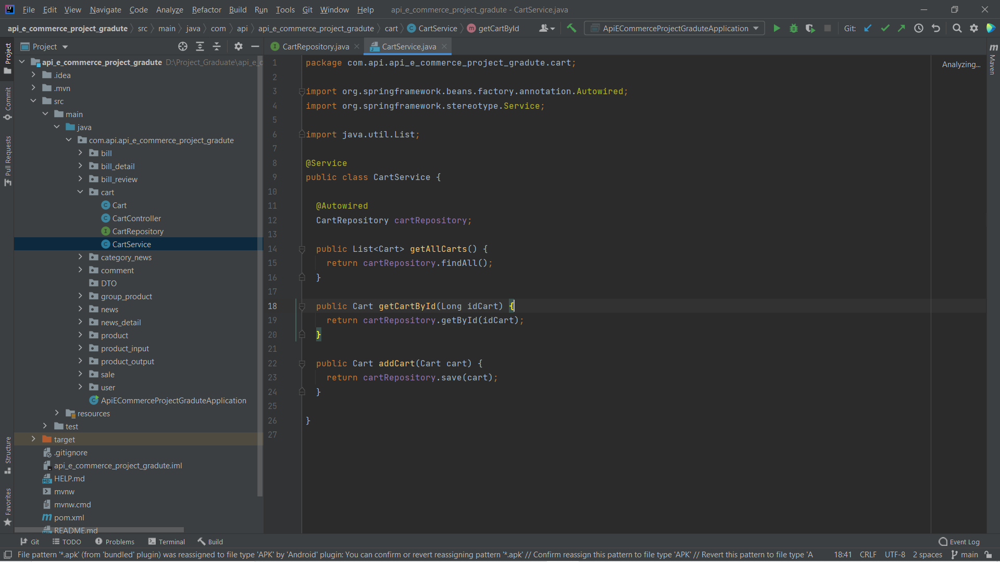 File Edit View Navigate Code Analyze Refactor Build Run Tools Git Window Help api_e_commerce_project_gradute - CartService.java
api_e_commerce_project_gradute src main java com api api_e_commerce_project_gradute cart CartService getCartById ApiECommerceProjectGraduteApplication Git:
Project
CartRepository.java CartService.java
Project
Commit
Pull Requests
Structure
Favorites
api_e_commerce_project_gradute D:\Project_Graduate\api_e_c
.idea
.mvn
src
main
java
com.api.api_e_commerce_project_gradute
bill
bill_detail
bill_review
cart
Cart
CartController
CartRepository
CartService
category_news
comment
DTO
group_product
news
news_detail
product
product_input
product_output
sale
user
ApiECommerceProjectGraduteApplication
resources
test
target
.gitignore
api_e_commerce_project_gradute.iml
HELP.md
mvnw
mvnw.cmd
pom.xml
README.md
1 package com.api.api_e_commerce_project_gradute.cart;
2
3 import org.springframework.beans.factory.annotation.Autowired;
4 import org.springframework.stereotype.Service;
5
6 import java.util.List;
7
8 @Service
9 public class CartService {
10
11 @Autowired
12 CartRepository cartRepository;
13
14 public List<Cart> getAllCarts() {
15 return cartRepository.findAll();
16 }
17
18 public Cart getCartById(Long idCart) {
19 return cartRepository.getById(idCart);
20 }
21
22 public Cart addCart(Cart cart) {
23 return cartRepository.save(cart);
24 }
25
26 }
27
Analyzing...
Maven
Git TODO Problems Terminal Build Event Log
File pattern '*.apk' (from 'bundled' plugin) was reassigned to file type 'APK' by 'Android' plugin: You can confirm or revert reassigning pattern '*.apk' // Confirm reassign this pattern to file type 'APK' // Revert this pattern to file type 'A 18:41 CRLF UTF-8 2 spaces main